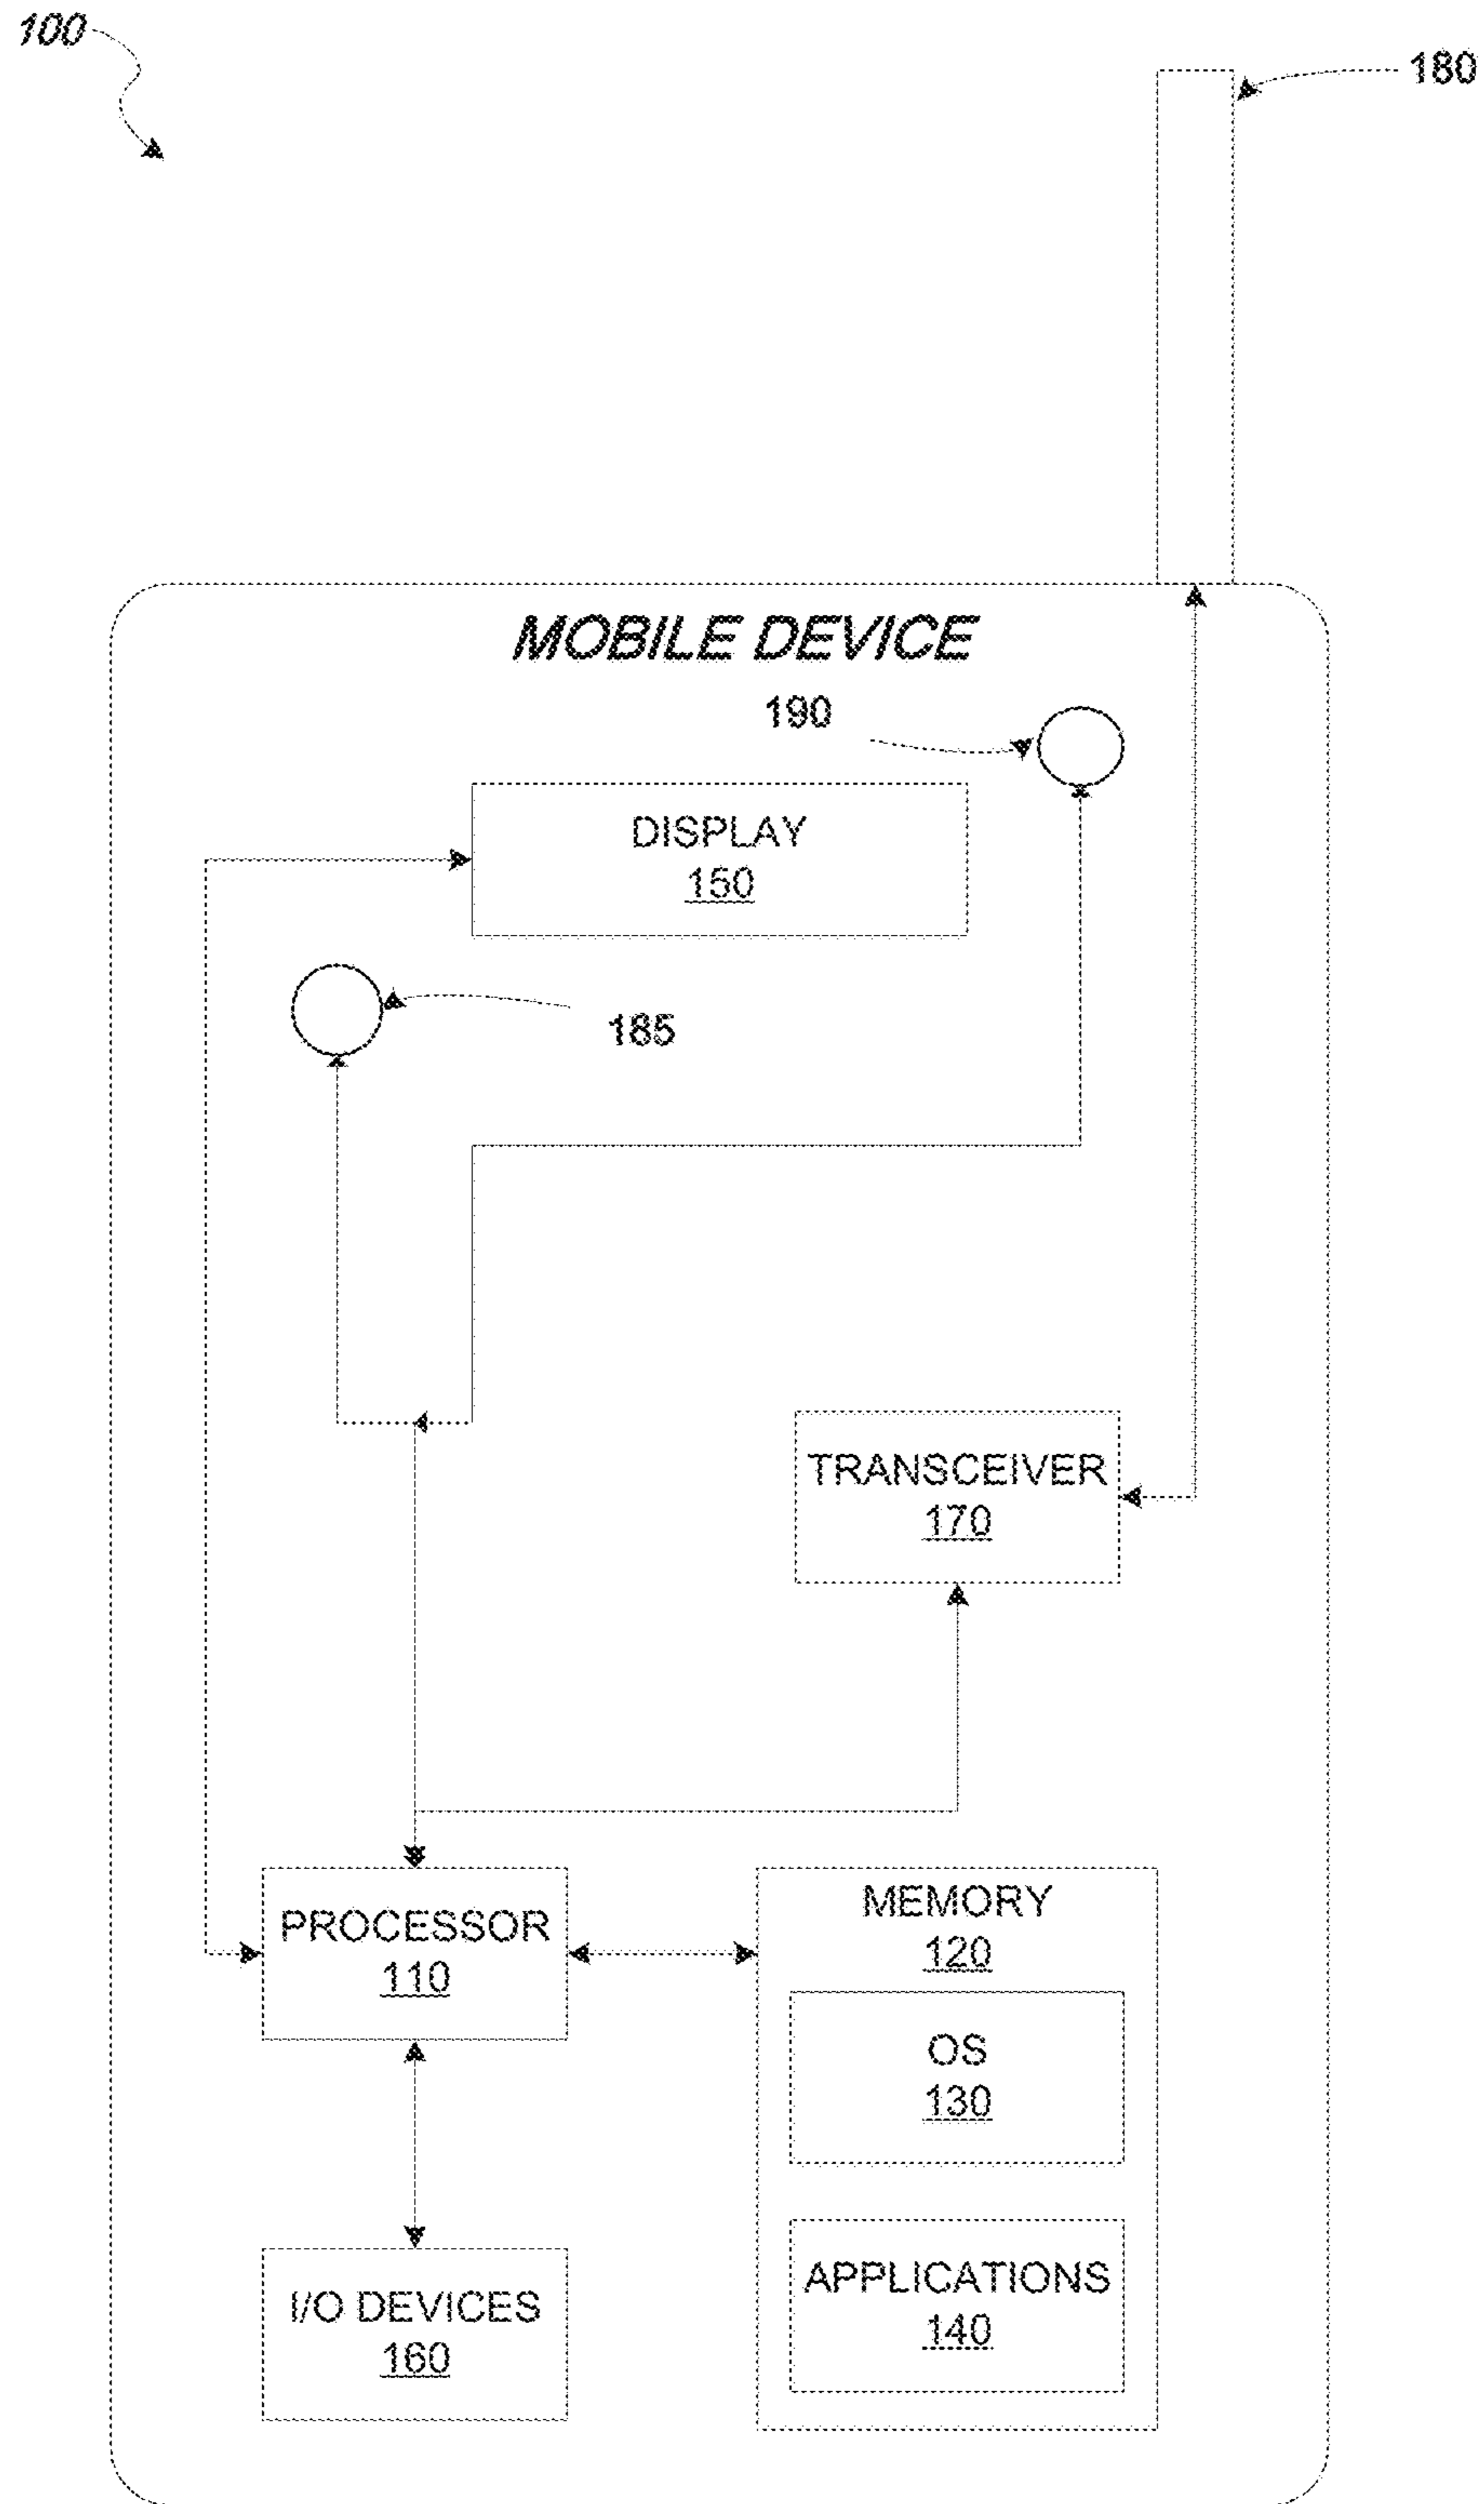 100
180
MOBILE DEVICE
190
DISPLAY
150
185
TRANSCEIVER
170
PROCESSOR
110
MEMORY
120
OS
130
APPLICATIONS
140
I/O DEVICES
160